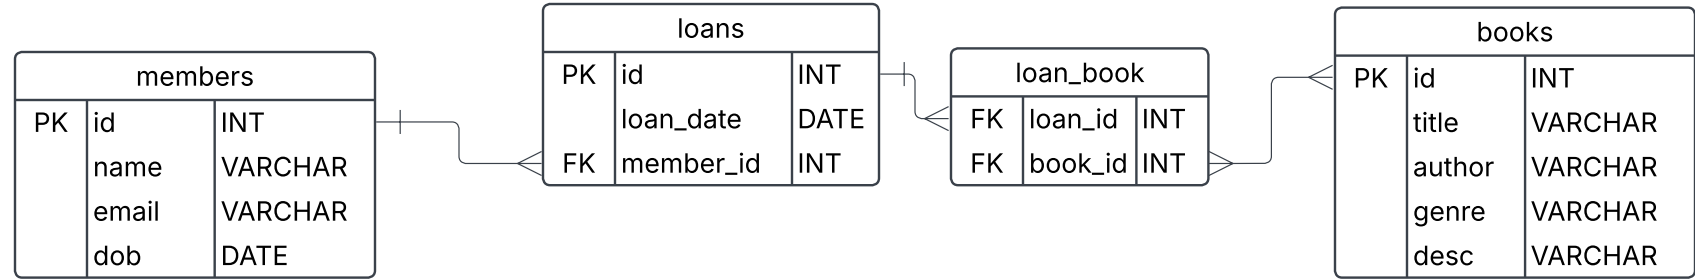 members
PK id INT
name VARCHAR
email VARCHAR
dob DATE
loans
PK id INT
loan_date DATE
FK member_id INT
loan_book
FK loan_id INT
FK book_id INT
books
PK id INT
title VARCHAR
author VARCHAR
genre VARCHAR
desc VARCHAR